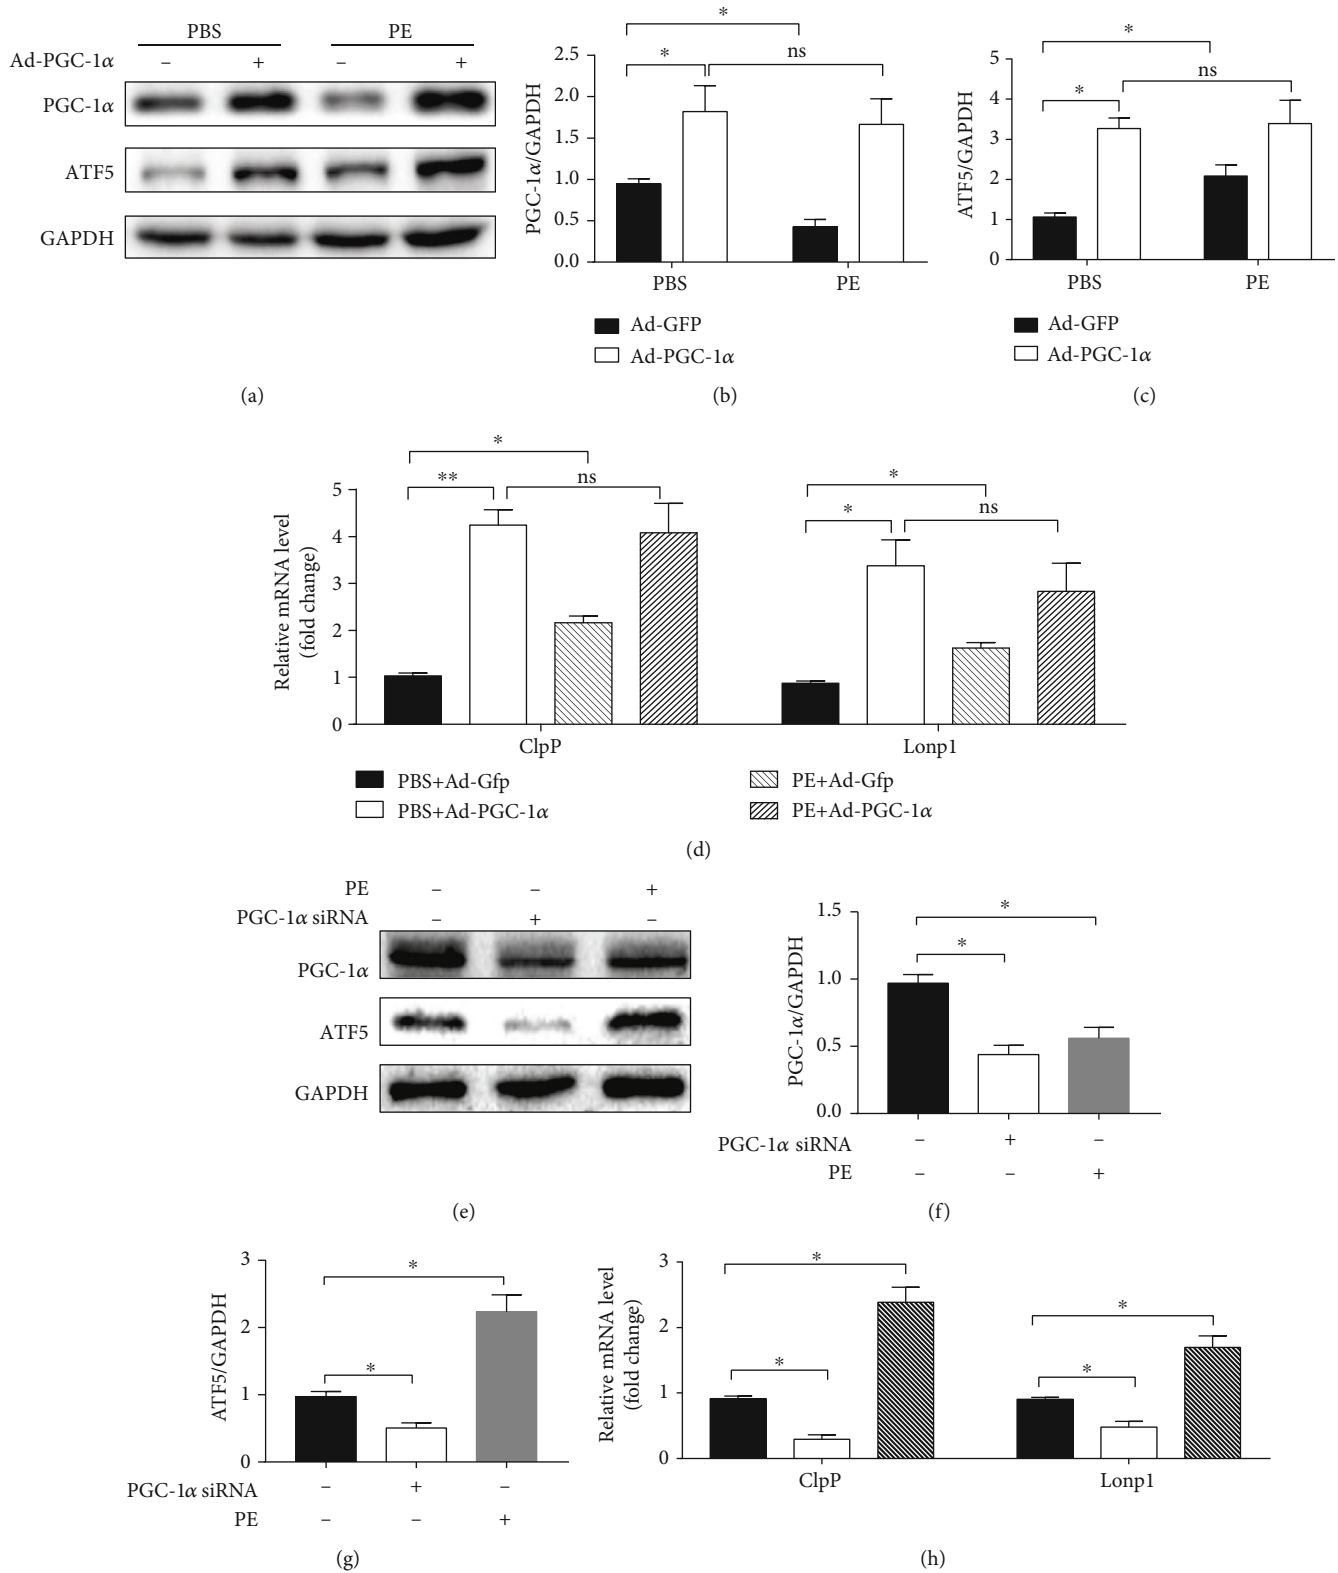 PBS PE
Ad-PGC-1α – + – +
PGC-1α
ATF5
GAPDH
(a)
PGC-1α/GAPDH
2.5
2.0
1.5
1.0
0.5
0.0
* * ns
PBS PE
Ad-GFP
Ad-PGC-1α
(b)
ATF5/GAPDH
5
4
3
2
1
0
* * ns
PBS PE
Ad-GFP
Ad-PGC-1α
(c)
Relative mRNA level
(fold change)
5
4
3
2
1
0
* ** ns
* * ns
ClpP Lonp1
PBS+Ad-Gfp PE+Ad-Gfp
PBS+Ad-PGC-1α PE+Ad-PGC-1α
(d)
PE – – +
PGC-1α siRNA – + –
PGC-1α
ATF5
GAPDH
(e)
PGC-1α/GAPDH
1.5
1.0
0.5
0.0
* *
PGC-1α siRNA – + –
PE – – +
(f)
ATF5/GAPDH
3
2
1
0
* *
PGC-1α siRNA – + –
PE – – +
(g)
Relative mRNA level
(fold change)
3
2
1
0
* * * *
ClpP Lonp1
(h)